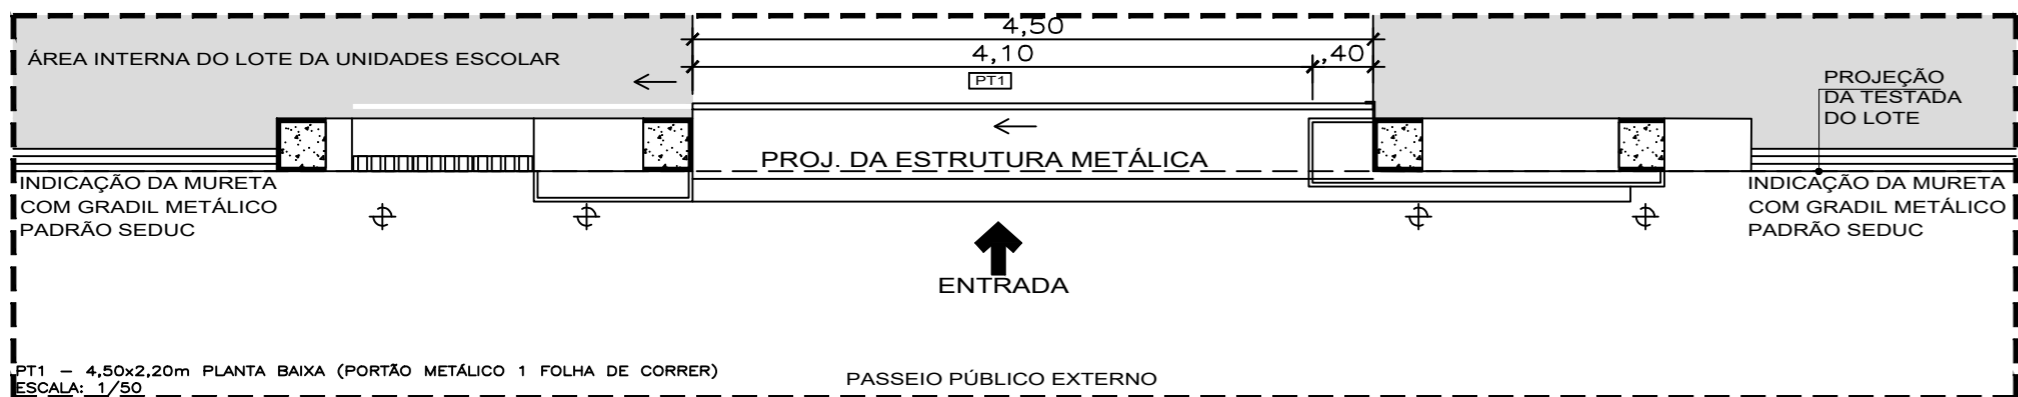 4,50
4,10
,40
ÁREA INTERNA DO LOTE DA UNIDADES ESCOLAR
PT1
PROJEÇÃO
DA TESTADA
DO LOTE
PROJ. DA ESTRUTURA METÁLICA
INDICAÇÃO DA MURETA
COM GRADIL METÁLICO
PADRÃO SEDUC
INDICAÇÃO DA MURETA
COM GRADIL METÁLICO
PADRÃO SEDUC
ENTRADA
PT1 – 4,50x2,20m PLANTA BAIXA (PORTÃO METÁLICO 1 FOLHA DE CORRER)
ESCALA: 1/50
PASSEIO PÚBLICO EXTERNO